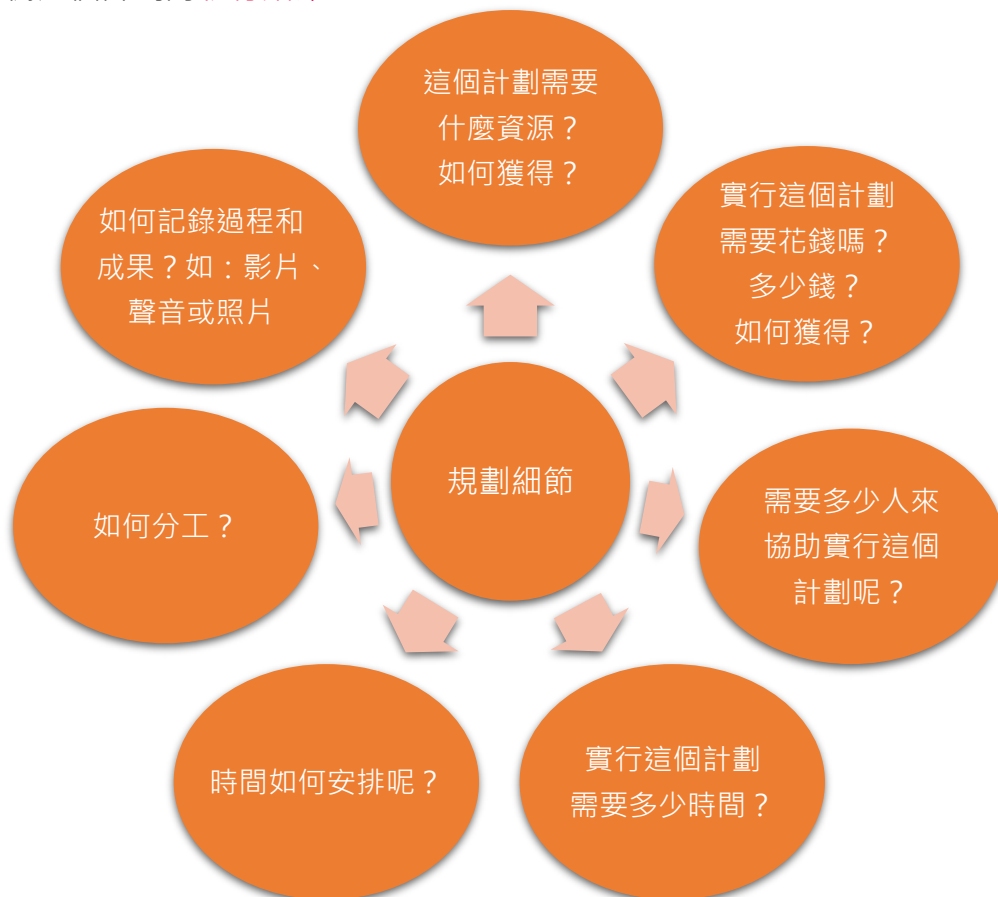 這個計劃需要
什麼資源？
如何獲得？
實行這個計劃
需要花錢嗎？
多少錢？
如何獲得？
需要多少人來
協助實行這個
計劃呢？
實行這個計劃
需要多少時間？
時間如何安排呢？
如何分工？
如何記錄過程和
成果？如：影片、
聲音或照片
規劃細節